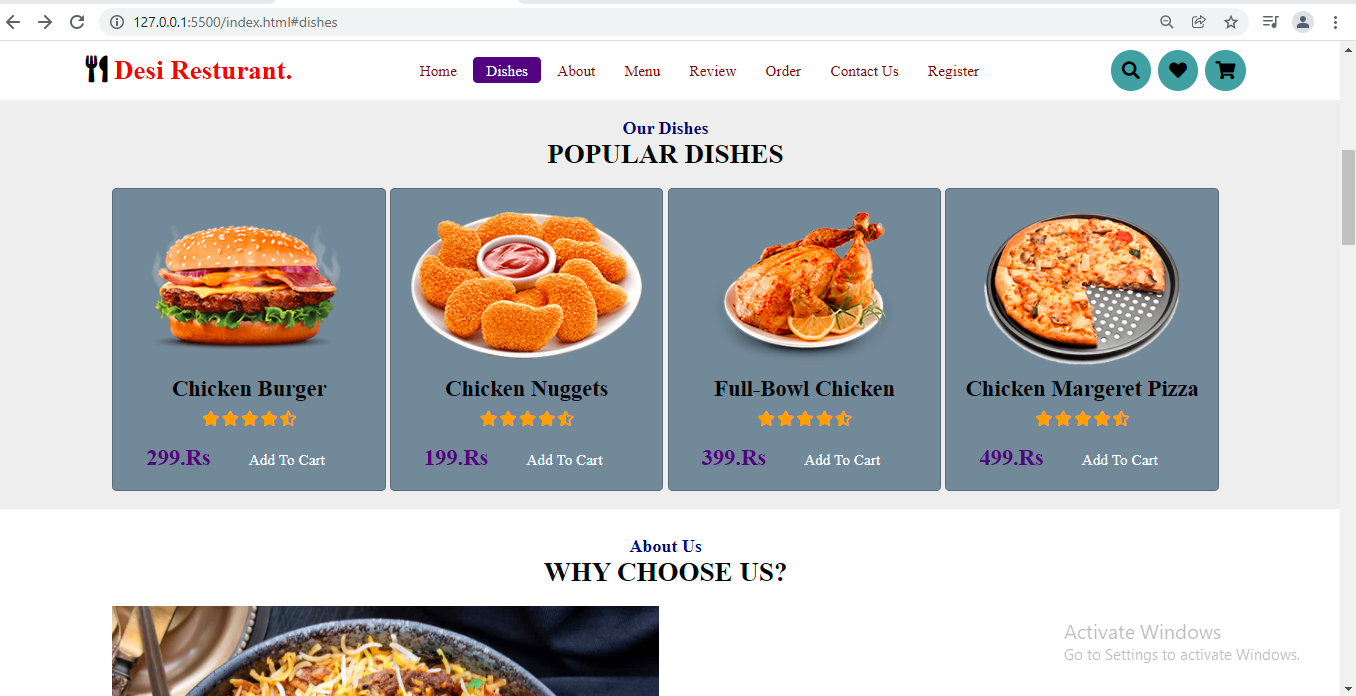 127.0.0.1:5500/index.html#dishes
Desi Resturant.
Home Dishes About Menu Review Order Contact Us Register
Our Dishes
POPULAR DISHES
Chicken Burger Chicken Nuggets Full-Bowl Chicken Chicken Margeret Pizza
299.Rs Add To Cart 199.Rs Add To Cart 399.Rs Add To Cart 499.Rs Add To Cart
About Us
WHY CHOOSE US?
Activate Windows
Go to Settings to activate Windows.